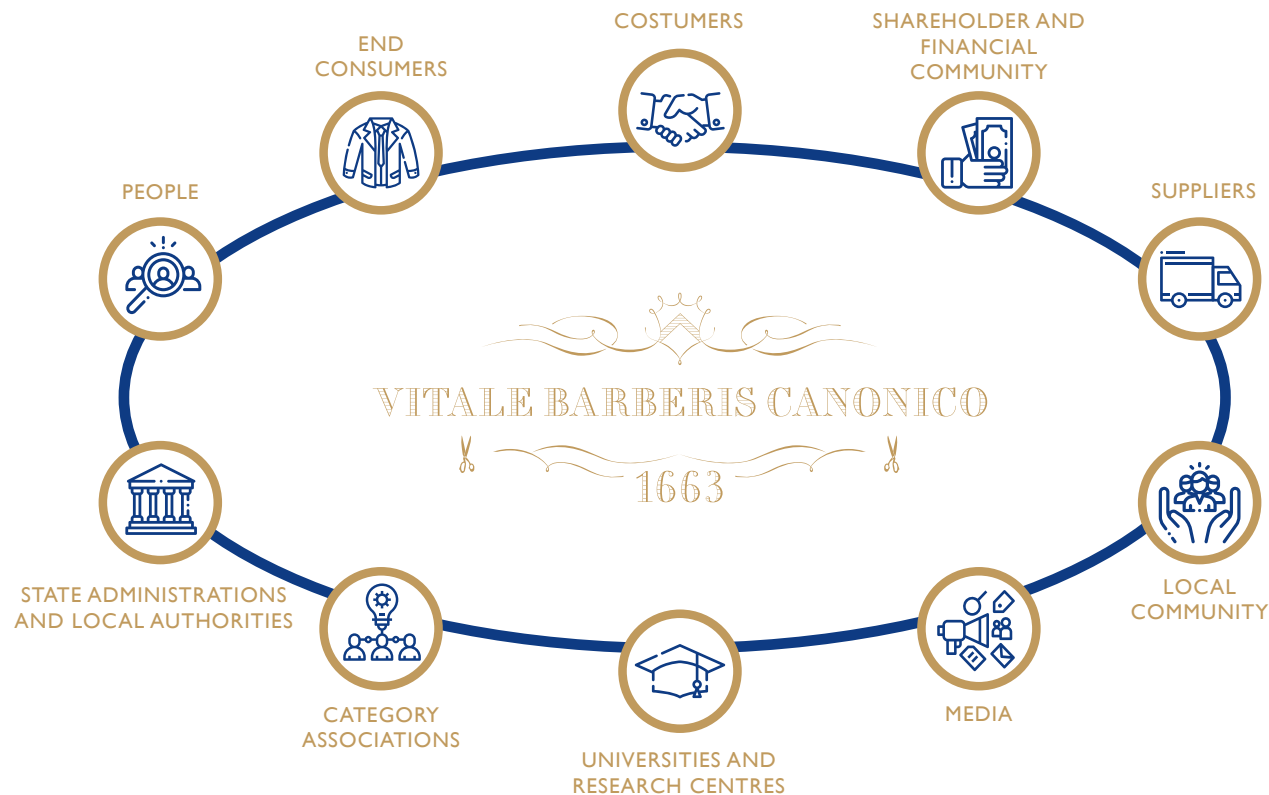 COSTUMERS
SHAREHOLDER AND
FINANCIAL
COMMUNITY
END
CONSUMERS
PEOPLE
SUPPLIERS
VITALE BARBERIS CANONICO
1663
STATE ADMINISTRATIONS
AND LOCAL AUTHORITIES
LOCAL
COMMUNITY
CATEGORY
ASSOCIATIONS
MEDIA
UNIVERSITIES AND
RESEARCH CENTRES